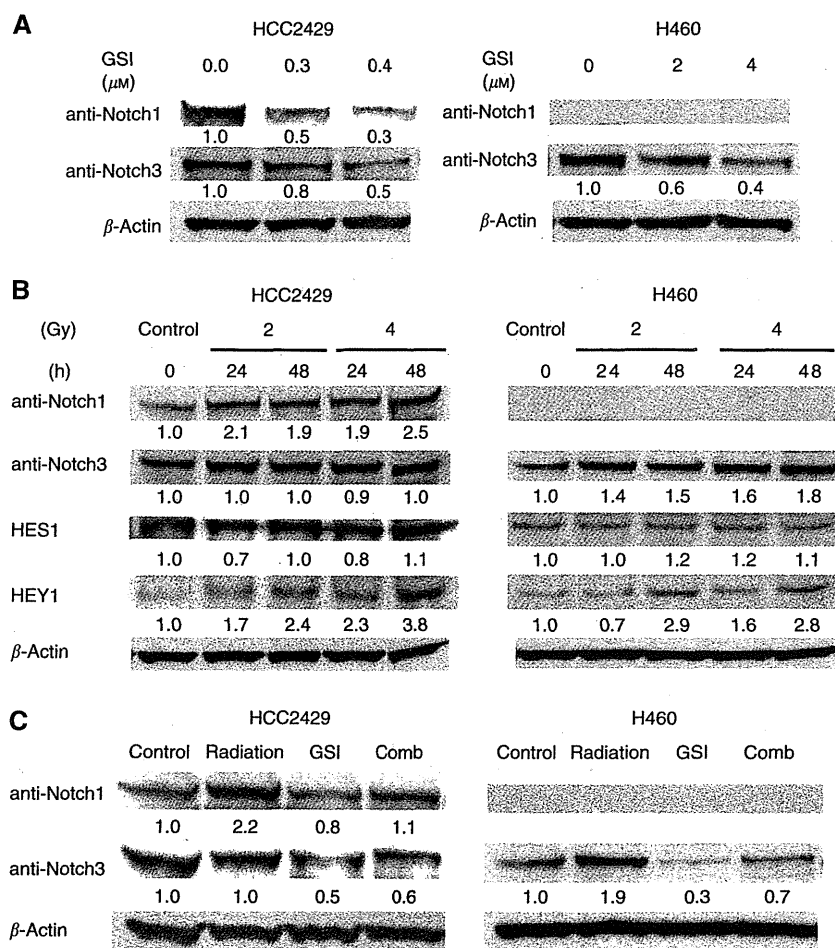 A
HCC2429
GSI (μM) 0.0 0.3 0.4
anti-Notch1
1.0 0.5 0.3
anti-Notch3
1.0 0.8 0.5
β-Actin
H460
GSI (μM) 0 2 4
anti-Notch1
anti-Notch3
1.0 0.6 0.4
β-Actin
B
HCC2429
(Gy) Control 2 4
(h) 0 24 48 24 48
anti-Notch1
1.0 2.1 1.9 1.9 2.5
anti-Notch3
1.0 1.0 1.0 0.9 1.0
HES1
1.0 0.7 1.0 0.8 1.1
HEY1
1.0 1.7 2.4 2.3 3.8
β-Actin
H460
Control 2 4
0 24 48 24 48
1.0 1.4 1.5 1.6 1.8
1.0 1.0 1.2 1.2 1.1
1.0 0.7 2.9 1.6 2.8
C
HCC2429
Control Radiation GSI Comb
anti-Notch1
1.0 2.2 0.8 1.1
anti-Notch3
1.0 1.0 0.5 0.6
β-Actin
H460
Control Radiation GSI Comb
1.0 1.9 0.3 0.7